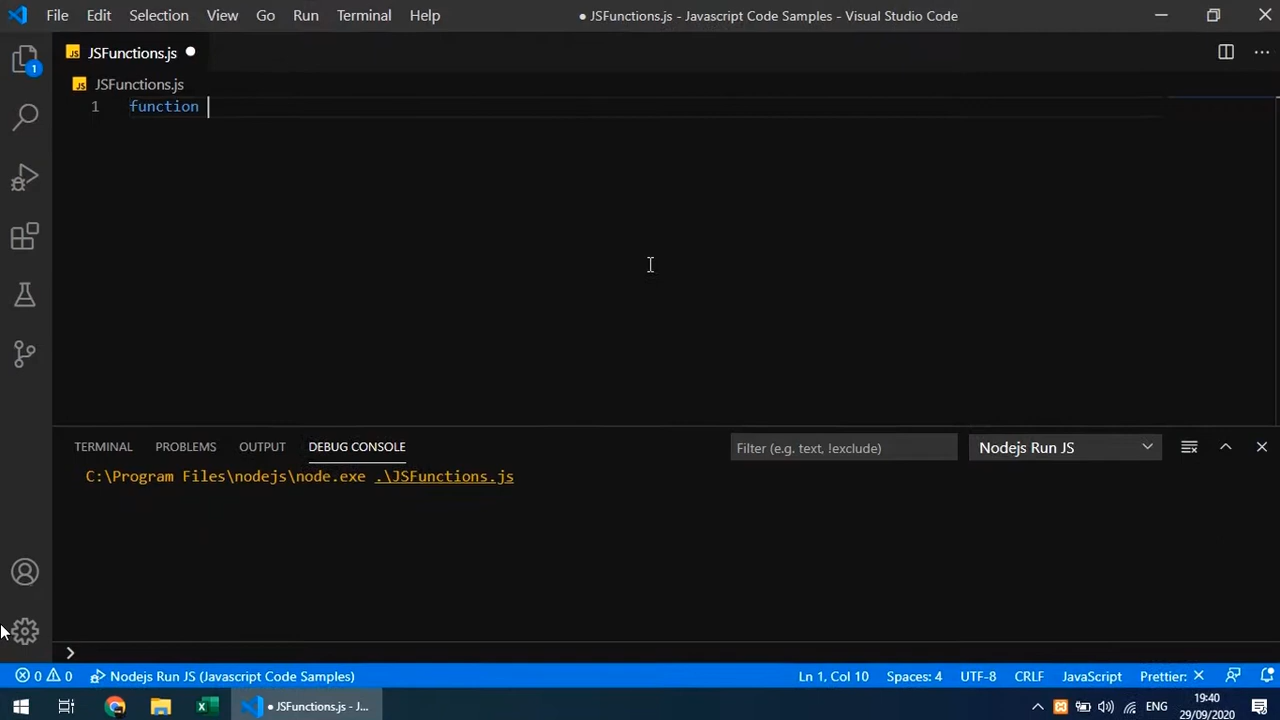 File Edit Selection View Go Run Terminal Help ● JSFunctions.js - Javascript Code Samples - Visual Studio Code
JS JSFunctions.js ●
JS JSFunctions.js
1 function
1
TERMINAL PROBLEMS OUTPUT DEBUG CONSOLE Filter (e.g. text, !exclude) Nodejs Run JS
C:\Program Files\nodejs\node.exe .\JSFunctions.js
>
0 0 Nodejs Run JS (Javascript Code Samples) Ln 1, Col 10 Spaces: 4 UTF-8 CRLF JavaScript Prettier: ✕
● JSFunctions.js - J... ENG 19:40
29/09/2020